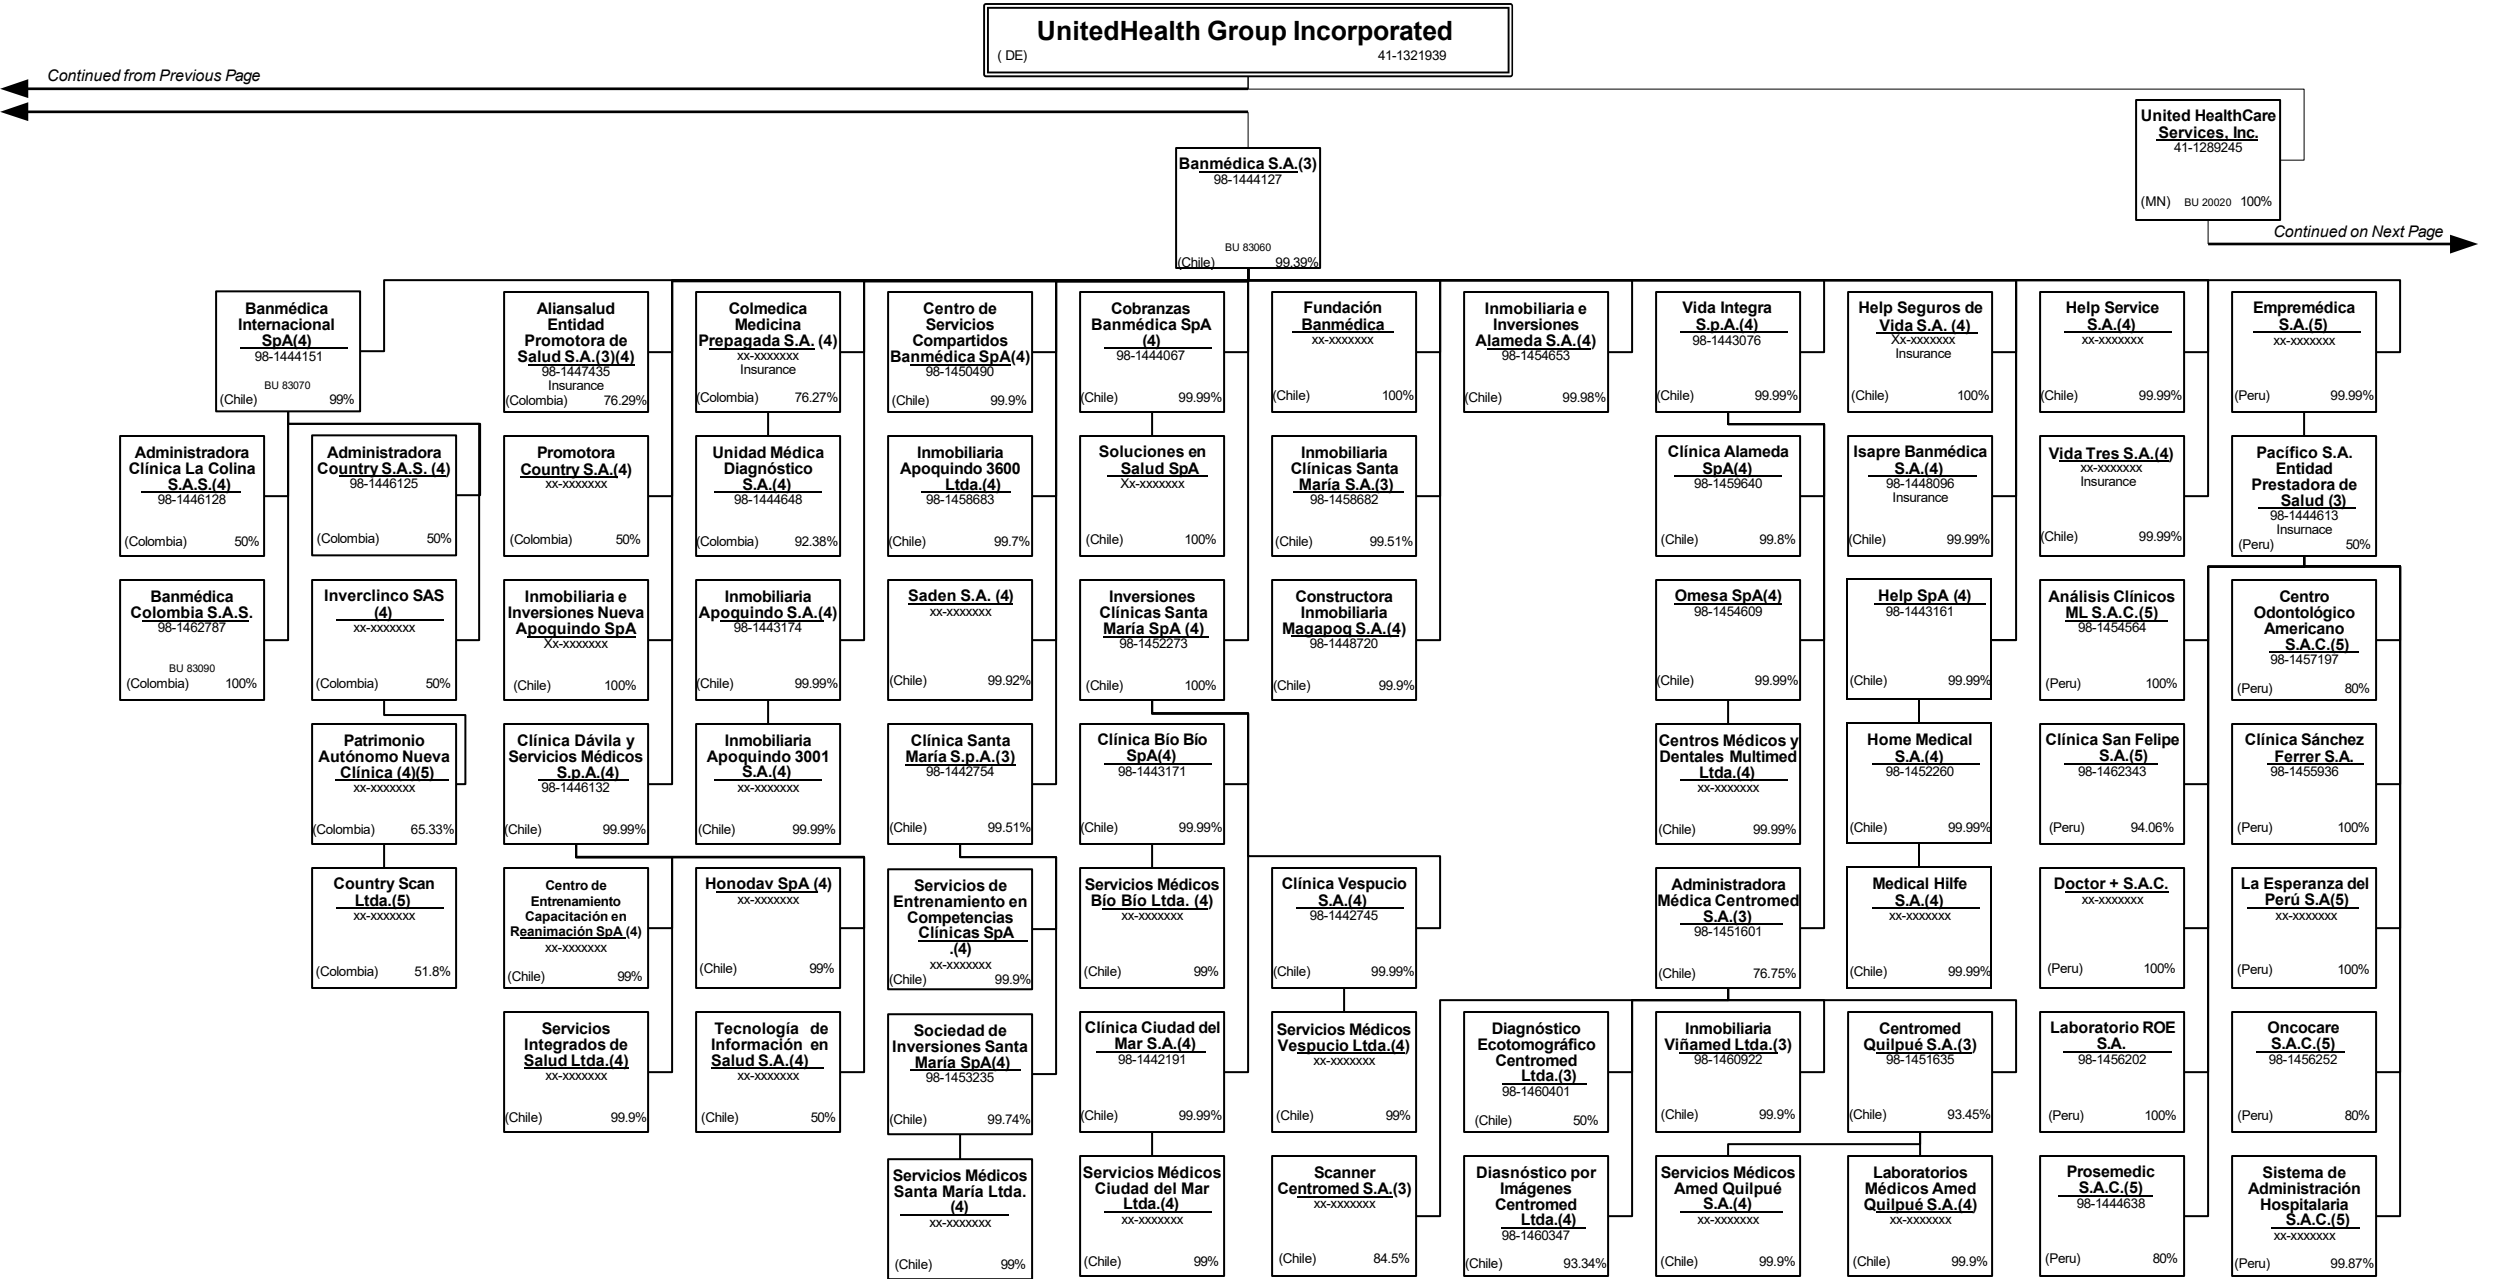 UnitedHealth Group Incorporated
( DE) 41-1321939
Continued from Previous Page
United HealthCare
Services, Inc.
41-1289245
(MN) BU 20020 100%
Continued on Next Page
Banmédica S.A.(3)
98-1444127
BU 83060
(Chile) 99.39%
Banmédica
Internacional
SpA(4)
98-1444151
BU 83070
(Chile) 99%
Aliansalud
Entidad
Promotora de
Salud S.A.(3)(4)
98-1447435
Insurance
(Colombia) 76.29%
Colmedica
Medicina
Prepagada S.A. (4)
xx-xxxxxxx
Insurance
(Colombia) 76.27%
Centro de
Servicios
Compartidos
Banmédica SpA(4)
98-1450490
(Chile) 99.9%
Cobranzas
Banmédica SpA
(4)
98-1444067
(Chile) 99.99%
Fundación
Banmédica
xx-xxxxxxx
(Chile) 100%
Inmobiliaria e
Inversiones
Alameda S.A.(4)
98-1454653
(Chile) 99.98%
Vida Integra
S.p.A.(4)
98-1443076
(Chile) 99.99%
Help Seguros de
Vida S.A. (4)
Xx-xxxxxxx
Insurance
(Chile) 100%
Help Service
S.A.(4)
xx-xxxxxxx
(Chile) 99.99%
Empremédica
S.A.(5)
xx-xxxxxxx
(Peru) 99.99%
Administradora
Clínica La Colina
S.A.S.(4)
98-1446128
(Colombia) 50%
Administradora
Country S.A.S. (4)
98-1446125
(Colombia) 50%
Promotora
Country S.A.(4)
xx-xxxxxxx
(Colombia) 50%
Unidad Médica
Diagnóstico
S.A.(4)
98-1444648
(Colombia) 92.38%
Inmobiliaria
Apoquindo 3600
Ltda.(4)
98-1458683
(Chile) 99.7%
Soluciones en
Salud SpA
Xx-xxxxxxx
(Chile) 100%
Inmobiliaria
Clínicas Santa
María S.A.(3)
98-1458682
(Chile) 99.51%
Clínica Alameda
SpA(4)
98-1459640
(Chile) 99.8%
Isapre Banmédica
S.A.(4)
98-1448096
Insurance
(Chile) 99.99%
Vida Tres S.A.(4)
xx-xxxxxxx
Insurance
(Chile) 99.99%
Pacífico S.A.
Entidad
Prestadora de
Salud (3)
98-1444613
Insurnace
(Peru) 50%
Banmédica
Colombia S.A.S.
98-1462787
BU 83090
(Colombia) 100%
Inverclinco SAS
(4)
xx-xxxxxxx
(Colombia) 50%
Inmobiliaria e
Inversiones Nueva
Apoquindo SpA
Xx-xxxxxxx
(Chile) 100%
Inmobiliaria
Apoquindo S.A.(4)
98-1443174
(Chile) 99.99%
Saden S.A. (4)
xx-xxxxxxx
(Chile) 99.92%
Inversiones
Clínicas Santa
María SpA (4)
98-1452273
(Chile) 100%
Constructora
Inmobiliaria
Magapoq S.A.(4)
98-1448720
(Chile) 99.9%
Omesa SpA(4)
98-1454609
(Chile) 99.99%
Help SpA (4)
98-1443161
(Chile) 99.99%
Análisis Clínicos
ML S.A.C.(5)
98-1454564
(Peru) 100%
Centro
Odontológico
Americano
S.A.C.(5)
98-1457197
(Peru) 80%
Patrimonio
Autónomo Nueva
Clínica (4)(5)
xx-xxxxxxx
(Colombia) 65.33%
Clínica Dávila y
Servicios Médicos
S.p.A.(4)
98-1446132
(Chile) 99.99%
Inmobiliaria
Apoquindo 3001
S.A.(4)
xx-xxxxxxx
(Chile) 99.99%
Clínica Santa
María S.p.A.(3)
98-1442754
(Chile) 99.51%
Clínica Bío Bío
SpA(4)
98-1443171
(Chile) 99.99%
Centros Médicos y
Dentales Multimed
Ltda.(4)
xx-xxxxxxx
(Chile) 99.99%
Home Medical
S.A.(4)
98-1452260
(Chile) 99.99%
Clínica San Felipe
S.A.(5)
98-1462343
(Peru) 94.06%
Clínica Sánchez
Ferrer S.A.
98-1455936
(Peru) 100%
Country Scan
Ltda.(5)
xx-xxxxxxx
(Colombia) 51.8%
Centro de
Entrenamiento
Capacitación en
Reanimación SpA (4)
xx-xxxxxxx
(Chile) 99%
Honodav SpA (4)
xx-xxxxxxx
(Chile) 99%
Servicios de
Entrenamiento en
Competencias
Clínicas SpA
.(4)
xx-xxxxxxx
(Chile) 99.9%
Servicios Médicos
Bío Bío Ltda. (4)
xx-xxxxxxx
(Chile) 99%
Clínica Vespucio
S.A.(4)
98-1442745
(Chile) 99.99%
Administradora
Médica Centromed
S.A.(3)
98-1451601
(Chile) 76.75%
Medical Hilfe
S.A.(4)
xx-xxxxxxx
(Chile) 99.99%
Doctor + S.A.C.
xx-xxxxxxx
(Peru) 100%
La Esperanza del
Perú S.A(5)
xx-xxxxxxx
(Peru) 100%
Servicios
Integrados de
Salud Ltda.(4)
xx-xxxxxxx
(Chile) 99.9%
Tecnología de
Información en
Salud S.A.(4)
xx-xxxxxxx
(Chile) 50%
Sociedad de
Inversiones Santa
María SpA(4)
98-1453235
(Chile) 99.74%
Clínica Ciudad del
Mar S.A.(4)
98-1442191
(Chile) 99.99%
Servicios Médicos
Vespucio Ltda.(4)
xx-xxxxxxx
(Chile) 99%
Diagnóstico
Ecotomográfico
Centromed
Ltda.(3)
98-1460401
(Chile) 50%
Inmobiliaria
Viñamed Ltda.(3)
98-1460922
(Chile) 99.9%
Centromed
Quilpué S.A.(3)
98-1451635
(Chile) 93.45%
Laboratorio ROE
S.A.
98-1456202
(Peru) 100%
Oncocare
S.A.C.(5)
98-1456252
(Peru) 80%
Servicios Médicos
Santa María Ltda.
(4)
xx-xxxxxxx
(Chile) 99%
Servicios Médicos
Ciudad del Mar
Ltda.(4)
xx-xxxxxxx
(Chile) 99%
Scanner
Centromed S.A.(3)
xx-xxxxxxx
(Chile) 84.5%
Diasnóstico por
Imágenes
Centromed
Ltda.(4)
98-1460347
(Chile) 93.34%
Servicios Médicos
Amed Quilpué
S.A.(4)
xx-xxxxxxx
(Chile) 99.9%
Laboratorios
Médicos Amed
Quilpué S.A.(4)
xx-xxxxxxx
(Chile) 99.9%
Prosemedic
S.A.C.(5)
98-1444638
(Peru) 80%
Sistema de
Administración
Hospitalaria
S.A.C.(5)
xx-xxxxxxx
(Peru) 99.87%